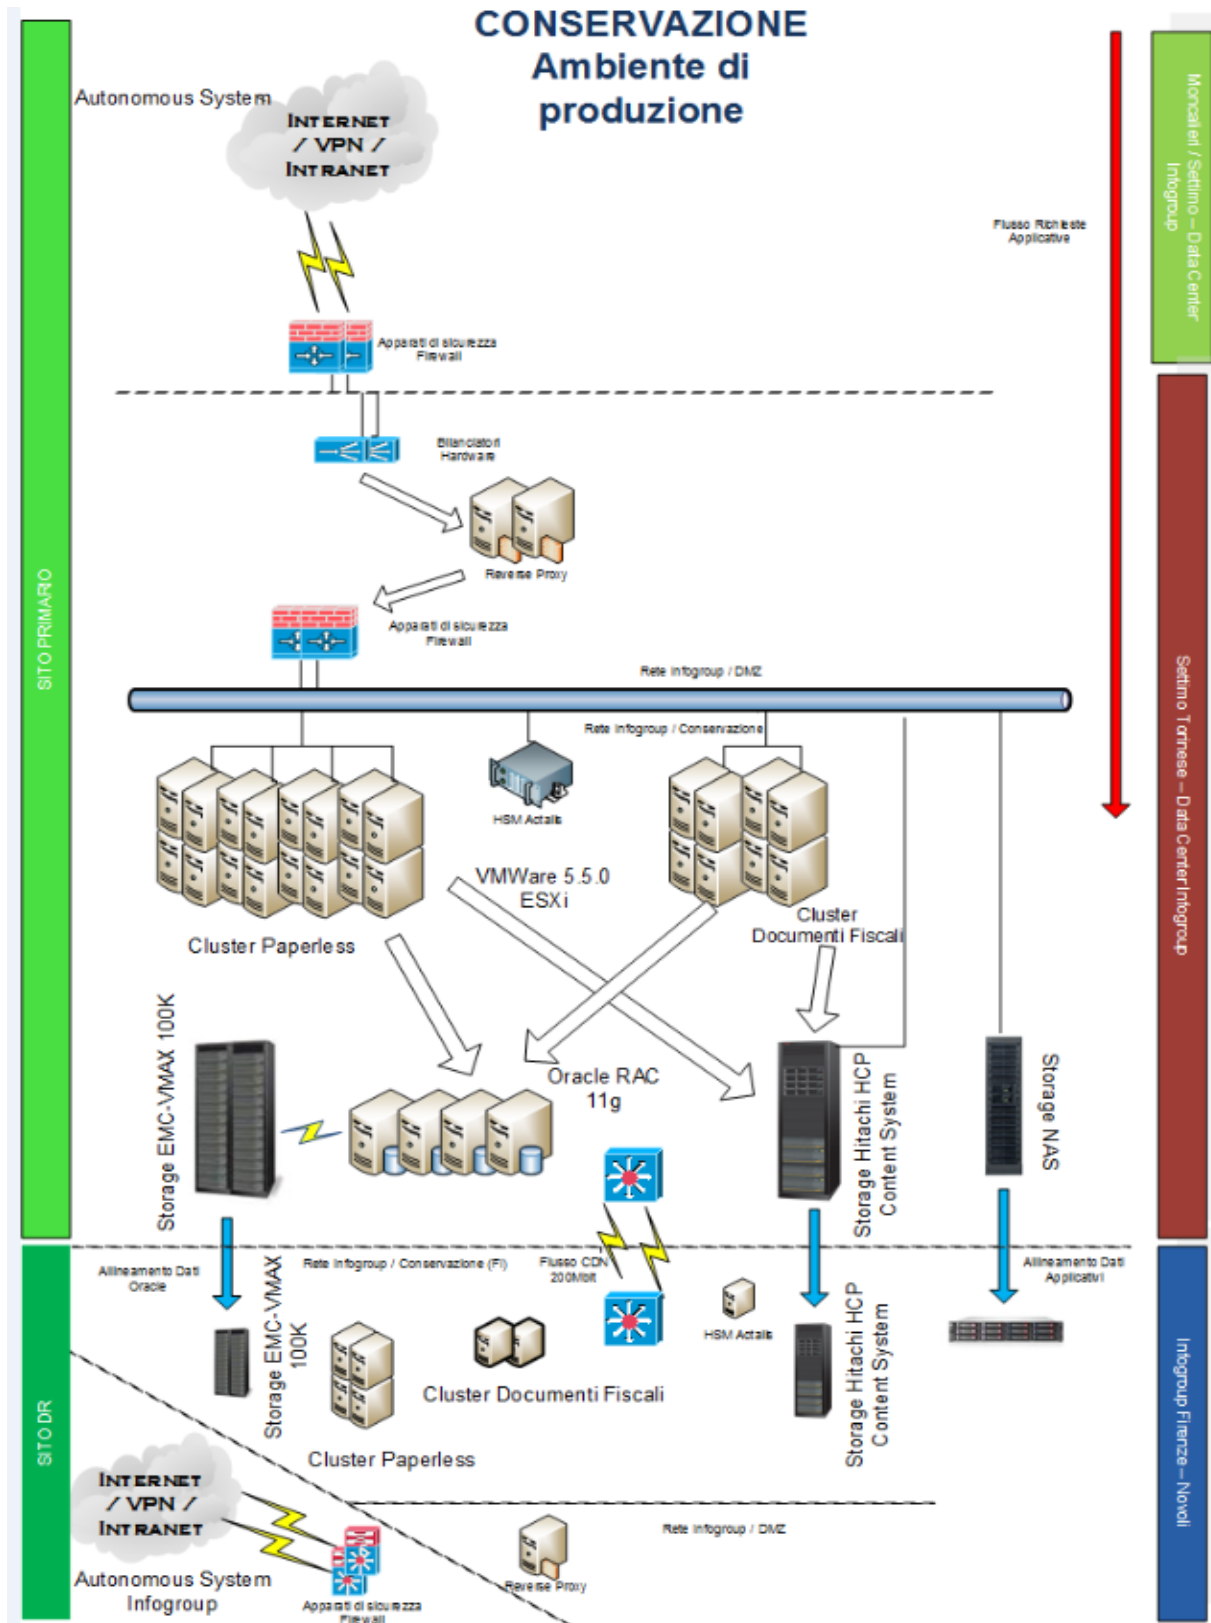 CONSERVAZIONE
Ambiente di
produzione
Autonomous System
INTERNET
/ VPN /
INTRANET
Moncalieri / Settimo – Data Center
Infogroup
Flusso Richieste
Applicative
Apparati di sicurezza
Firewall
Bilanciatori
Hardware
Reverse Proxy
Apparati di sicurezza
Firewall
SITO PRIMARIO
Rete Infogroup / DMZ
Rete Infogroup / Conservazione
HSM Actalis
VMWare 5.5.0
ESXi
Cluster Paperless
Cluster
Documenti Fiscali
Settimo Torinese – Data Center Infogroup
Storage EMC-VMAX 100K
Oracle RAC
11g
Storage Hitachi HCP
Content System
Storage NAS
Allineamento Dati
Oracle
Rete Infogroup / Conservazione (FI)
Flusso CDN
200Mbit
Allineamento Dati
Applicativi
Storage EMC-VMAX
100K
HSM Actalis
Storage Hitachi HCP
Content System
Cluster Documenti Fiscali
Cluster Paperless
SITO DR
Infogroup Firenze – Novoli
INTERNET
/ VPN /
INTRANET
Rete Infogroup / DMZ
Autonomous System
Infogroup
Reverse Proxy
Apparati di sicurezza
Firewall